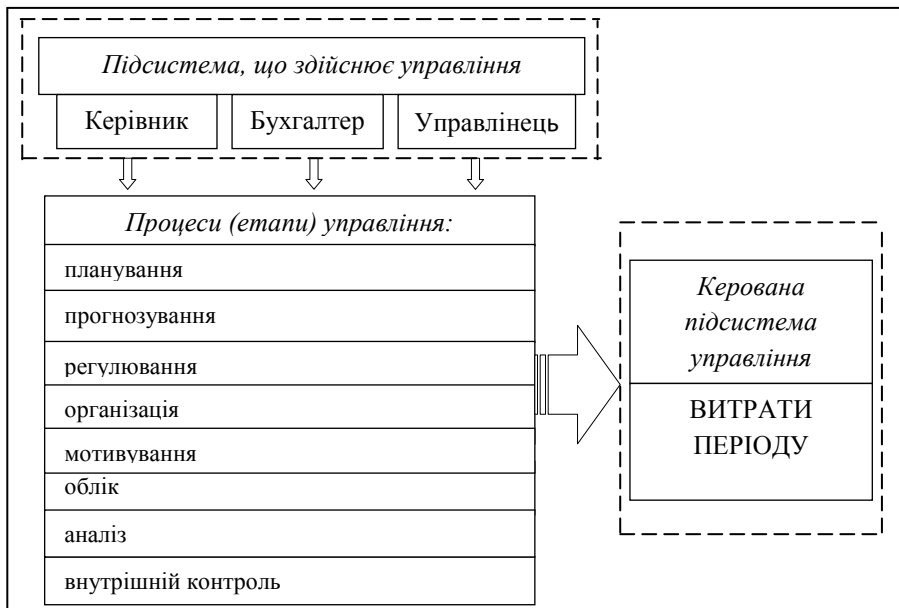 Підсистема, що здійснює управління
Керівник
Бухгалтер
Управлінець
Процеси (етапи) управління:
планування
прогнозування
регулювання
організація
мотивування
облік
аналіз
внутрішній контроль
Керована
підсистема
управління
ВИТРАТИ
ПЕРІОДУ